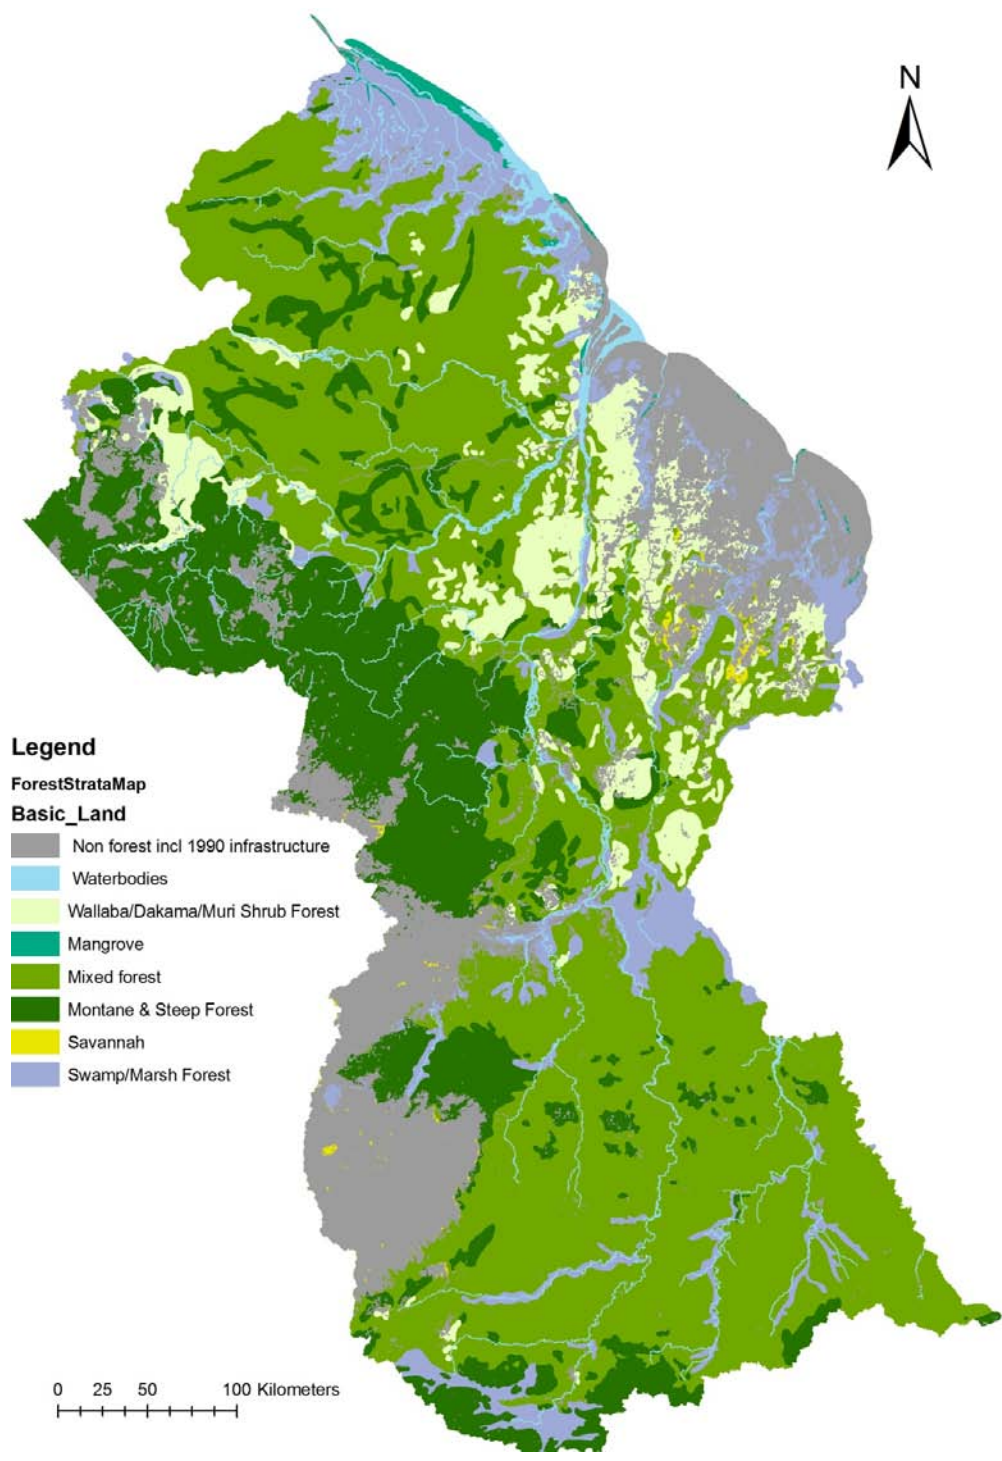 N
Legend
ForestStrataMap
Basic_Land
Non forest incl 1990 infrastructure
Waterbodies
Wallaba/Dakama/Muri Shrub Forest
Mangrove
Mixed forest
Montane & Steep Forest
Savannah
Swamp/Marsh Forest
0 25 50 100 Kilometers